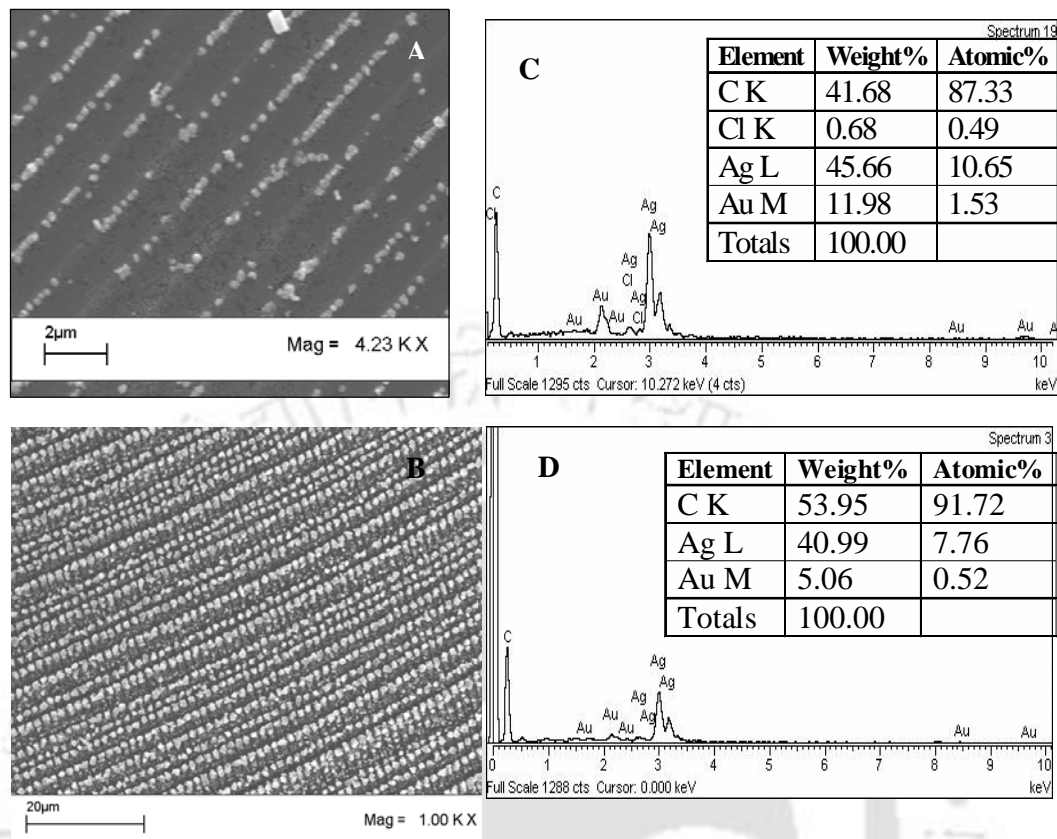 A
2µm
Mag = 4.23 K X
C
Spectrum 19
Element Weight% Atomic%
C K 41.68 87.33
Cl K 0.68 0.49
Ag L 45.66 10.65
Au M 11.98 1.53
Totals 100.00
C
Cl
Au
Au
Au
Ag
Cl
Ag
Cl
Ag
Ag
Au
Au
A
1 2 3 4 5 6 7 8 9 10
Full Scale 1295 cts Cursor: 10.272 keV (4 cts) keV
B
20µm
Mag = 1.00 K X
D
Spectrum 3
Element Weight% Atomic%
C K 53.95 91.72
Ag L 40.99 7.76
Au M 5.06 0.52
Totals 100.00
C
Au
Au
Au
Ag
Ag
Ag
Ag
Au
Au
0 1 2 3 4 5 6 7 8 9 10
Full Scale 1288 cts Cursor: 0.000 keV keV